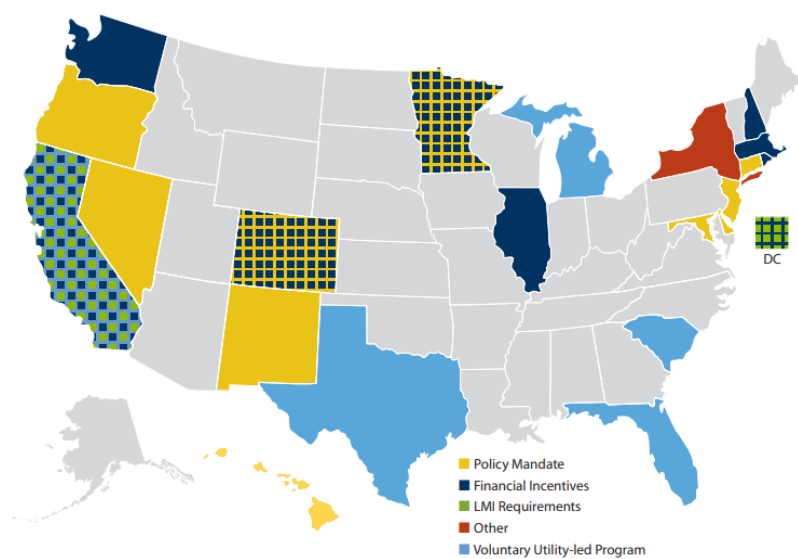 DC
Policy Mandate
Financial Incentives
LMI Requirements
Other
Voluntary Utility-led Program